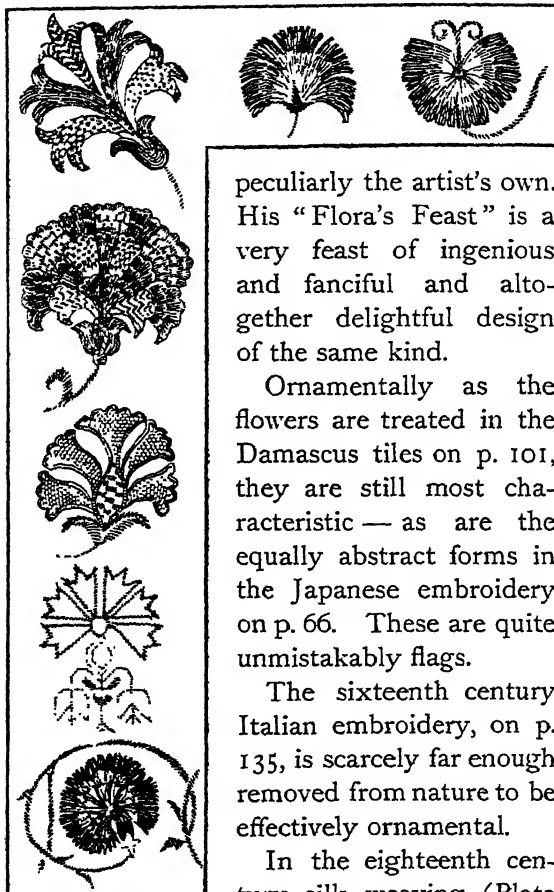 peculiarly the artist's own.
His “Flora's Feast” is a
very feast of ingenious
and fanciful and alto-
gether delightful design
of the same kind.
Ornamentally as the
flowers are treated in the
Damascus tiles on p. 101,
they are still most cha-
racteristic — as are the
equally abstract forms in
the Japanese embroidery
on p. 66. These are quite
unmistakably flags.
The sixteenth century
Italian embroidery, on p.
135, is scarcely far enough
removed from nature to be
effectively ornamental.
In the eighteenth cen-